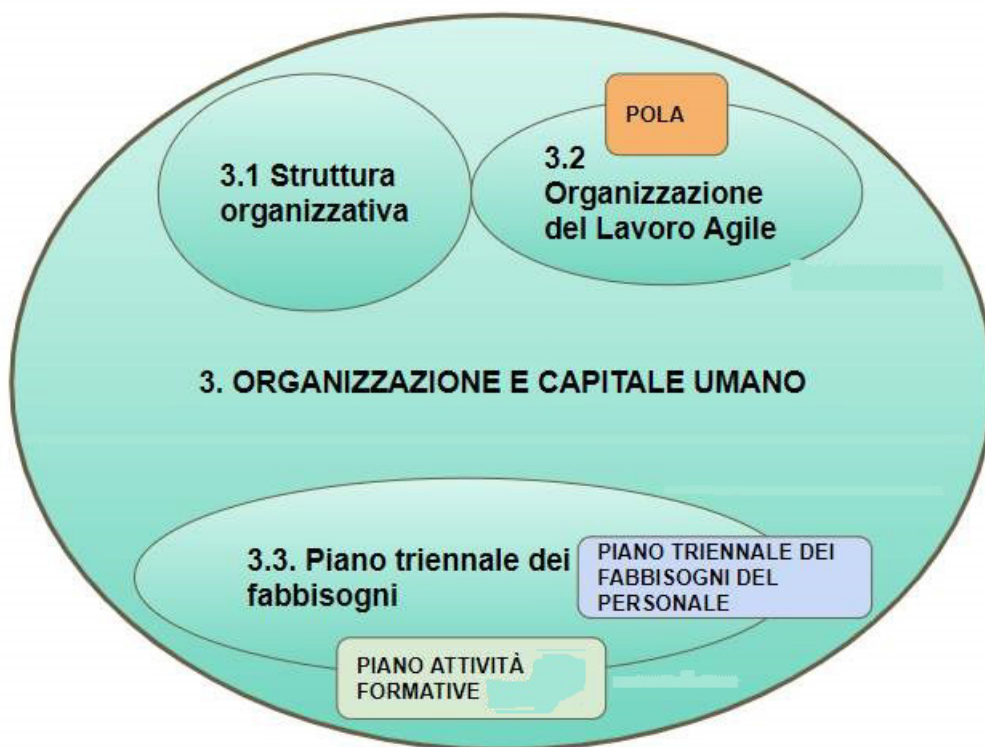 POLA
3.1 Struttura
organizzativa
3.2
Organizzazione
del Lavoro Agile
3. ORGANIZZAZIONE E CAPITALE UMANO
3.3. Piano triennale dei
fabbisogni
PIANO TRIENNALE DEI
FABBISOGNI DEL
PERSONALE
PIANO ATTIVITÀ
FORMATIVE